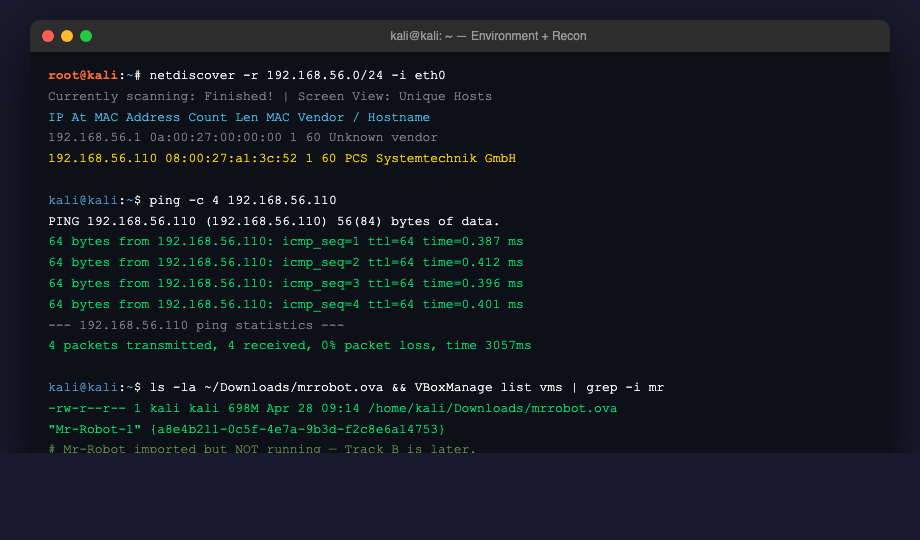 kali@kali: ~ — Environment + Recon
root@kali:~# netdiscover -r 192.168.56.0/24 -i eth0
Currently scanning: Finished! | Screen View: Unique Hosts
IP At MAC Address Count Len MAC Vendor / Hostname
192.168.56.1 0a:00:27:00:00:00 1 60 Unknown vendor
192.168.56.110 08:00:27:a1:3c:52 1 60 PCS Systemtechnik GmbH
kali@kali:~$ ping -c 4 192.168.56.110
PING 192.168.56.110 (192.168.56.110) 56(84) bytes of data.
64 bytes from 192.168.56.110: icmp_seq=1 ttl=64 time=0.387 ms
64 bytes from 192.168.56.110: icmp_seq=2 ttl=64 time=0.412 ms
64 bytes from 192.168.56.110: icmp_seq=3 ttl=64 time=0.396 ms
64 bytes from 192.168.56.110: icmp_seq=4 ttl=64 time=0.401 ms
--- 192.168.56.110 ping statistics ---
4 packets transmitted, 4 received, 0% packet loss, time 3057ms
kali@kali:~$ ls -la ~/Downloads/mrrobot.ova && VBoxManage list vms | grep -i mr
-rw-r--r-- 1 kali kali 698M Apr 28 09:14 /home/kali/Downloads/mrrobot.ova
"Mr-Robot-1" {a8e4b211-0c5f-4e7a-9b3d-f2c8e6a14753}
# Mr-Robot imported but NOT running — Track B is later.